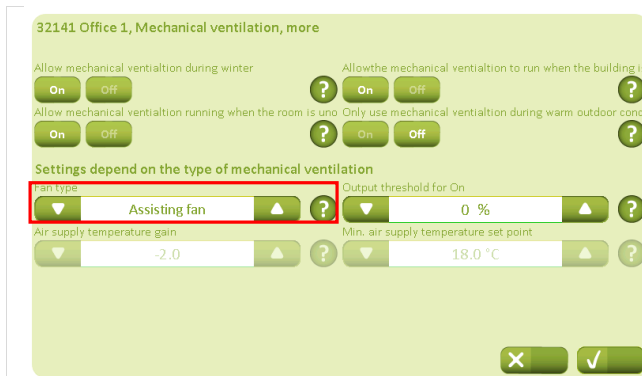 32141 Office 1, Mechanical ventilation, more
Allow mechanical ventialtion during winter
Allowthe mechanical ventialtion to run when the building i
On Off ? On Off ?
Allow mechanical ventialtion running when the room is uno
Only use mechanical ventialtion during warm outdoor cond
On Off ? On Off ?
Settings depend on the type of mechanical ventilation
Fan type
Output threshold for On
Assisting fan ? 0 % ?
Air supply temperature gain
Min. air supply temperature set point
-2.0 ? 18.0 °C ?